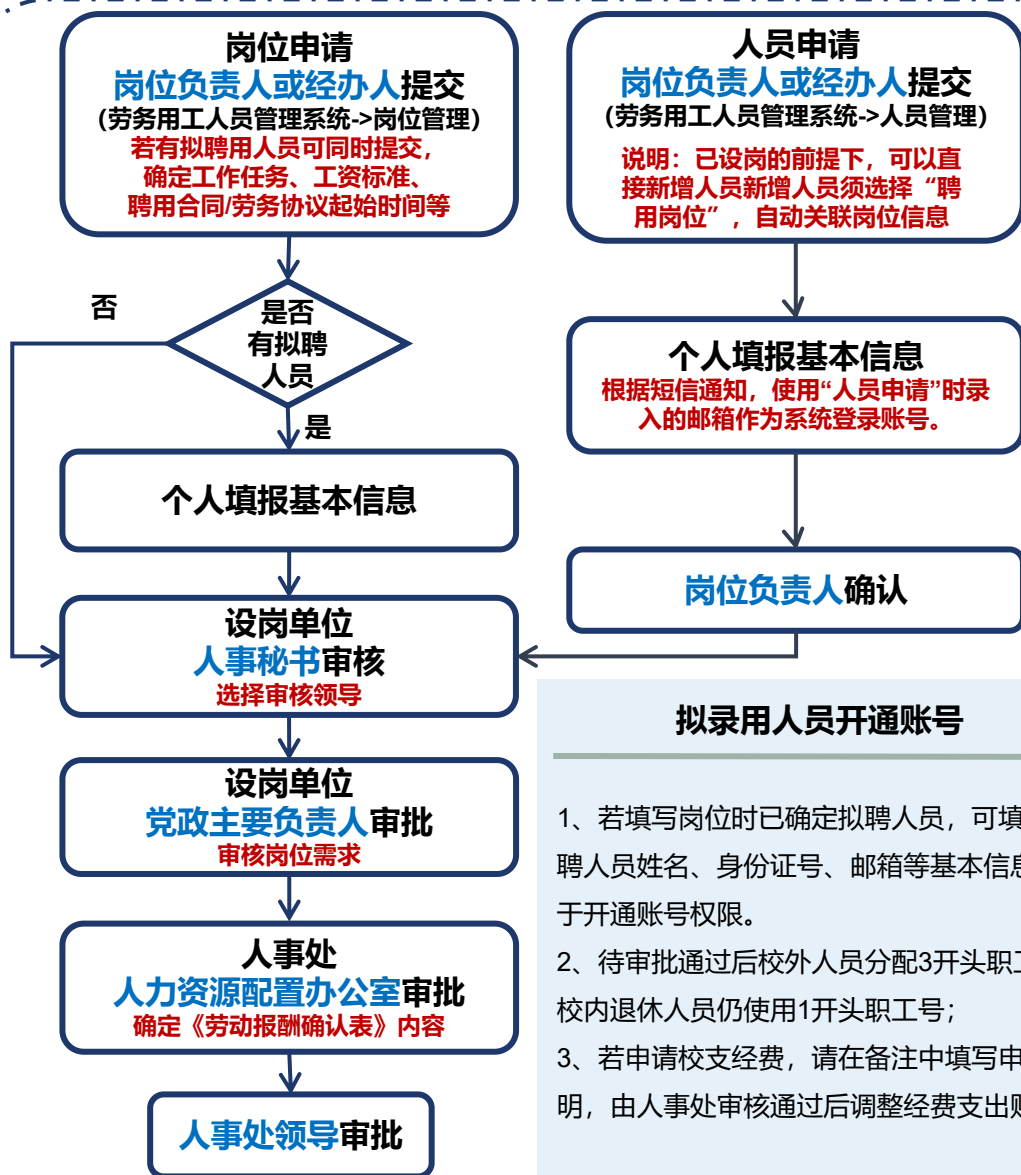 岗位申请
岗位负责人或经办人提交
(劳务用工人员管理系统->岗位管理)
若有拟聘用人员可同时提交，
确定工作任务、工资标准、
聘用合同/劳务协议起始时间等
否
是否
有拟聘
人员
是
个人填报基本信息
设岗单位
人事秘书审核
选择审核领导
设岗单位
党政主要负责人审批
审核岗位需求
人事处
人力资源配置办公室审批
确定《劳动报酬确认表》内容
人事处领导审批
人员申请
岗位负责人或经办人提交
(劳务用工人员管理系统->人员管理)
说明：已设岗的前提下，可以直
接新增人员新增人员须选择“聘
用岗位”，自动关联岗位信息
个人填报基本信息
根据短信通知，使用“人员申请”时录
入的邮箱作为系统登录账号。
岗位负责人确认
拟录用人员开通账号
1、若填写岗位时已确定拟聘人员，可填
聘人员姓名、身份证号、邮箱等基本信
于开通账号权限。
2、待审批通过后校外人员分配3开头职
校内退休人员仍使用1开头职工号；
3、若申请校支经费，请在备注中填写申
明，由人事处审核通过后调整经费支出